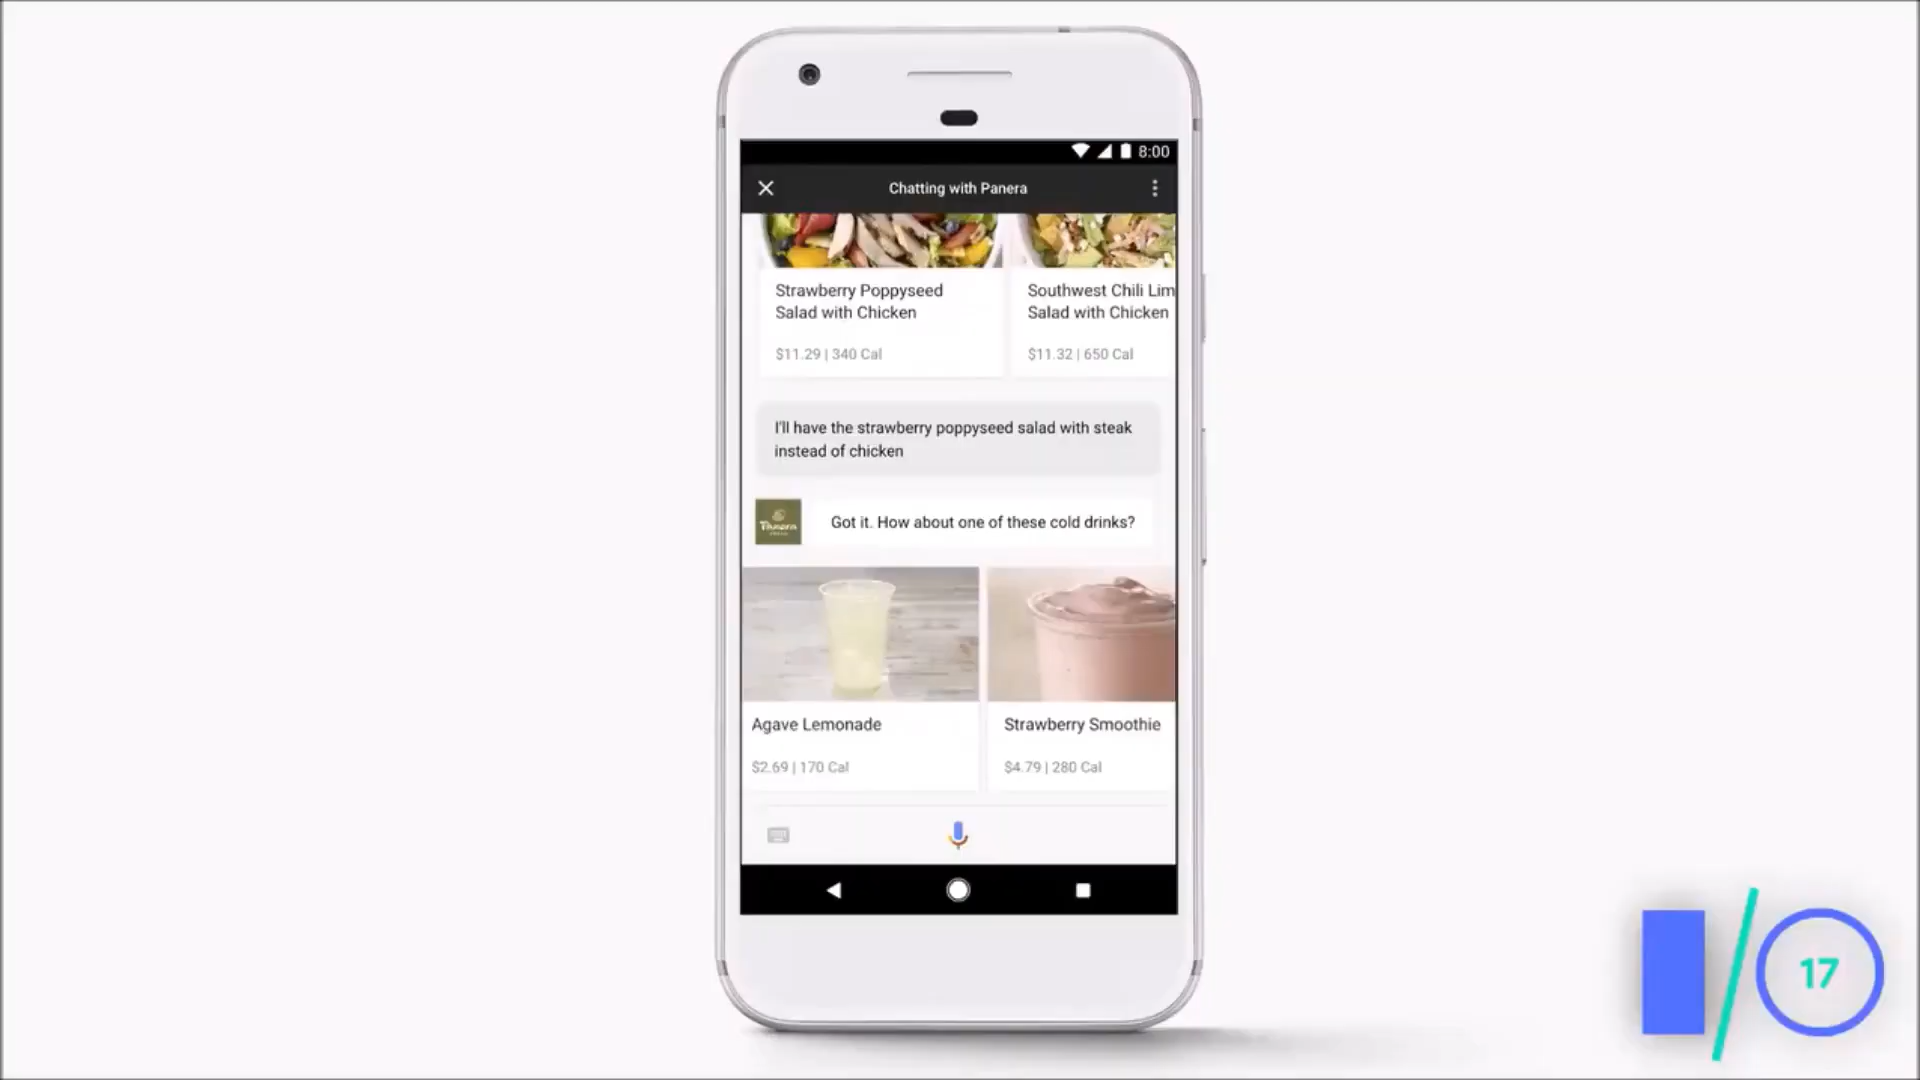 8:00
Chatting with Panera
Strawberry Poppyseed
Salad with Chicken
$11.29 | 340 Cal
Southwest Chili Lim
Salad with Chicken
$11.32 | 650 Cal
I'll have the strawberry poppyseed salad with steak
instead of chicken
Panera
Got it. How about one of these cold drinks?
Agave Lemonade
$2.69 | 170 Cal
Strawberry Smoothie
$4.79 | 280 Cal
I/O
17